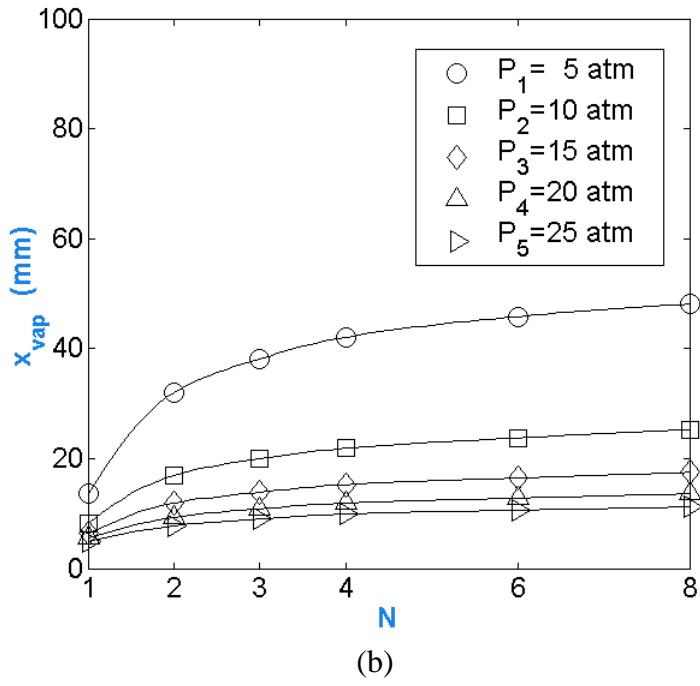 100
80
60
40
20
0
x_vap (mm)
P_1= 5 atm
P_2=10 atm
P_3=15 atm
P_4=20 atm
P_5=25 atm
1 2 3 4 6 8
N
(b)